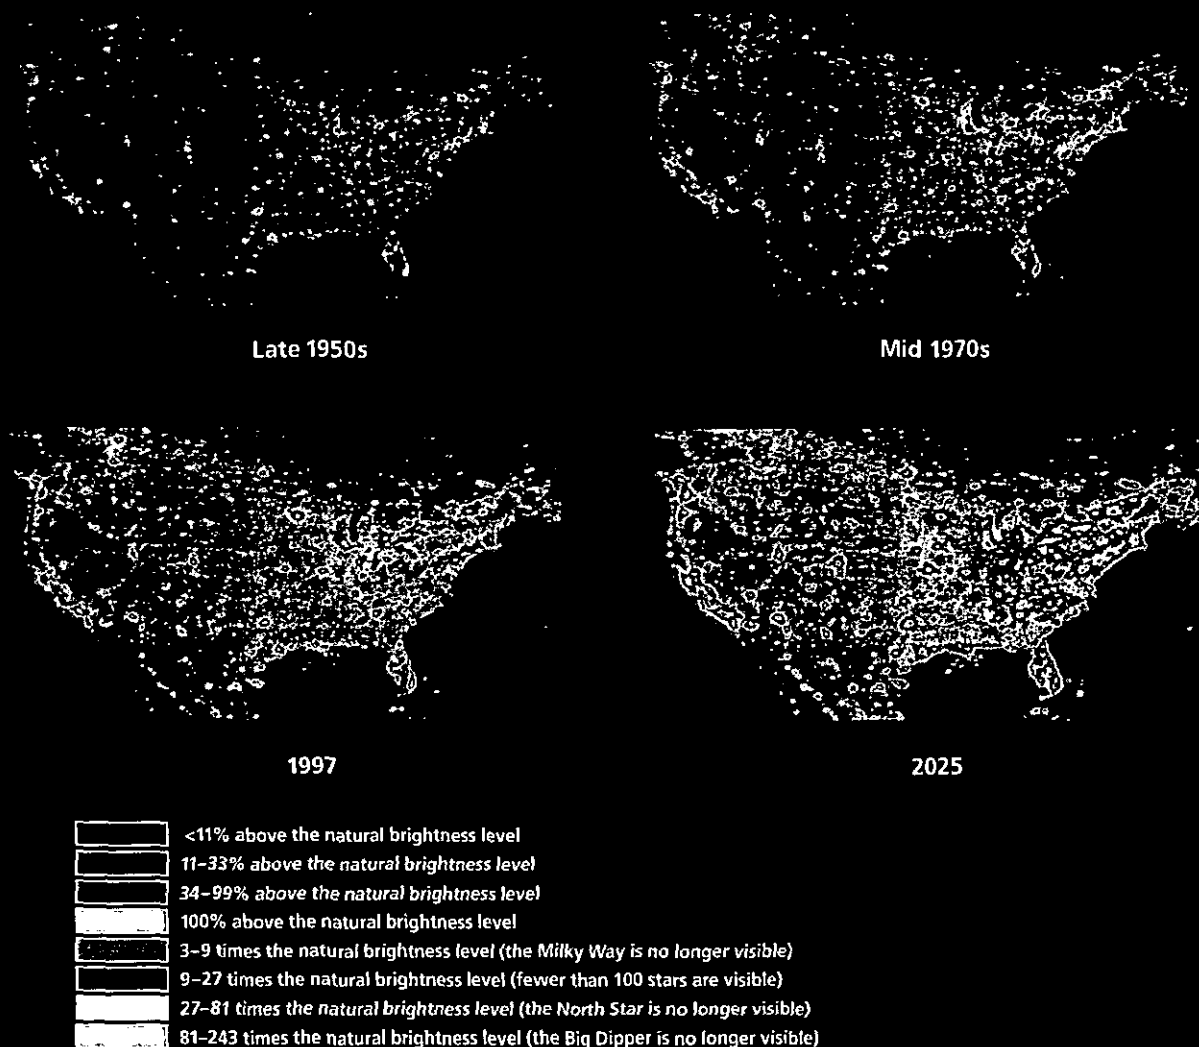 Late 1950s
Mid 1970s
1997
2025
<11% above the natural brightness level
11–33% above the natural brightness level
34–99% above the natural brightness level
100% above the natural brightness level
3–9 times the natural brightness level (the Milky Way is no longer visible)
9–27 times the natural brightness level (fewer than 100 stars are visible)
27–81 times the natural brightness level (the North Star is no longer visible)
81–243 times the natural brightness level (the Big Dipper is no longer visible)